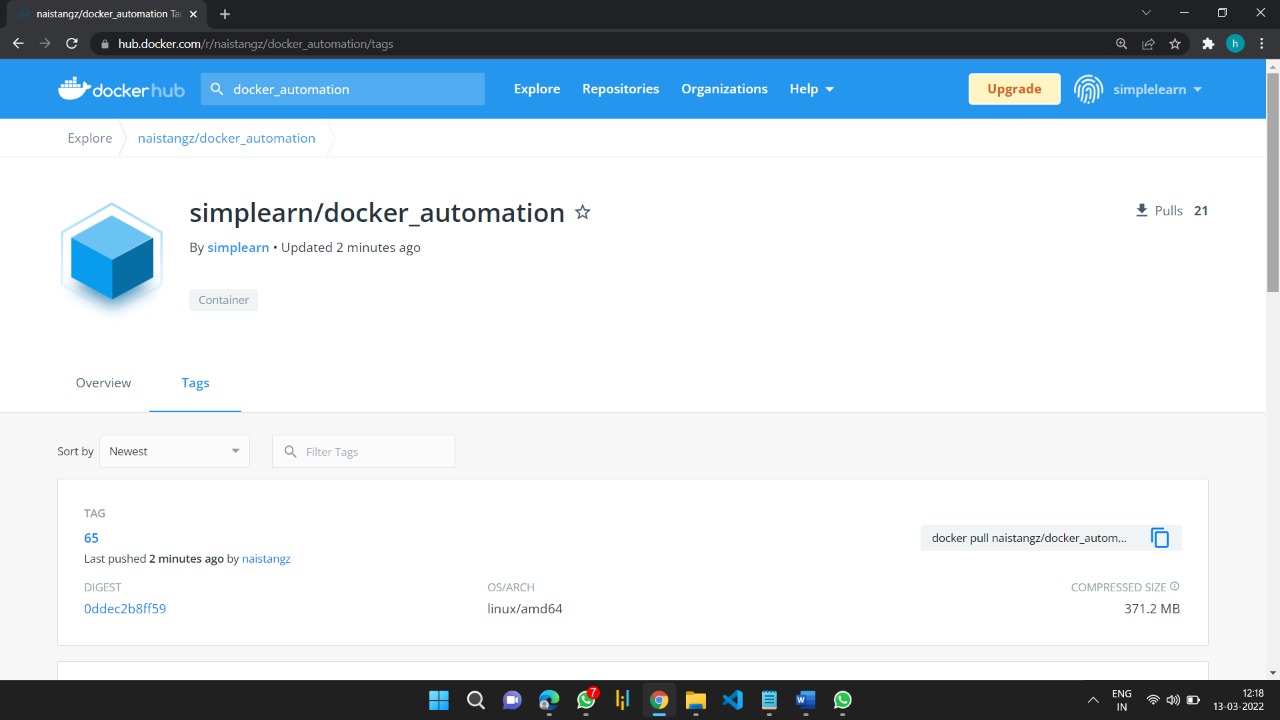 naistangz/docker_automation Ta
hub.docker.com/r/naistangz/docker_automation/tags
h
dockerhub
docker_automation
Explore
Repositories
Organizations
Help
Upgrade
simplelearn
Explore
naistangz/docker_automation
simplearn/docker_automation
Pulls 21
By simplearn • Updated 2 minutes ago
Container
Overview
Tags
Sort by
Newest
Filter Tags
TAG
65
docker pull naistangz/docker_autom...
Last pushed 2 minutes ago by naistangz
DIGEST
OS/ARCH
COMPRESSED SIZE
0ddec2b8ff59
linux/amd64
371.2 MB
7
ENG
IN
12:18
13-03-2022